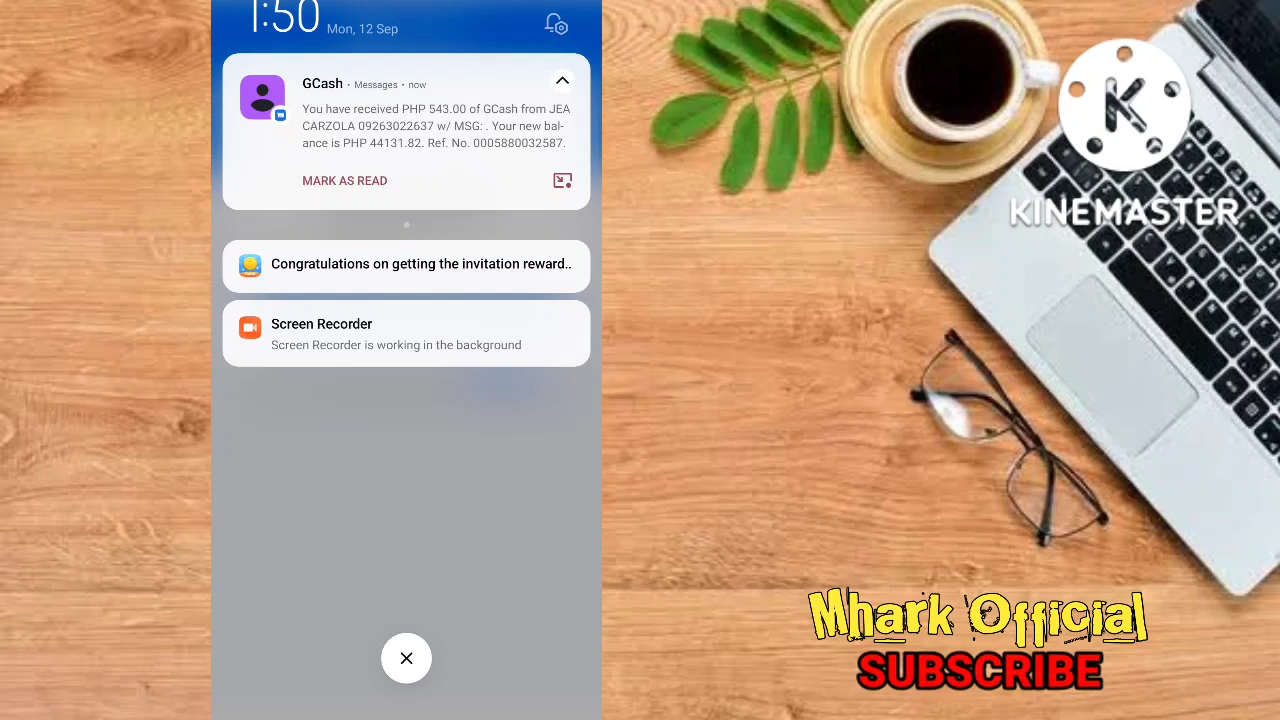 1:50 Mon, 12 Sep
GCash • Messages • now
You have received PHP 543.00 of GCash from JEA
CARZOLA 09263022637 w/ MSG: . Your new bal-
ance is PHP 44131.82. Ref. No. 0005880032587.
MARK AS READ
Congratulations on getting the invitation reward..
Screen Recorder
Screen Recorder is working in the background
K
KINEMASTER
Mhark Official
SUBSCRIBE